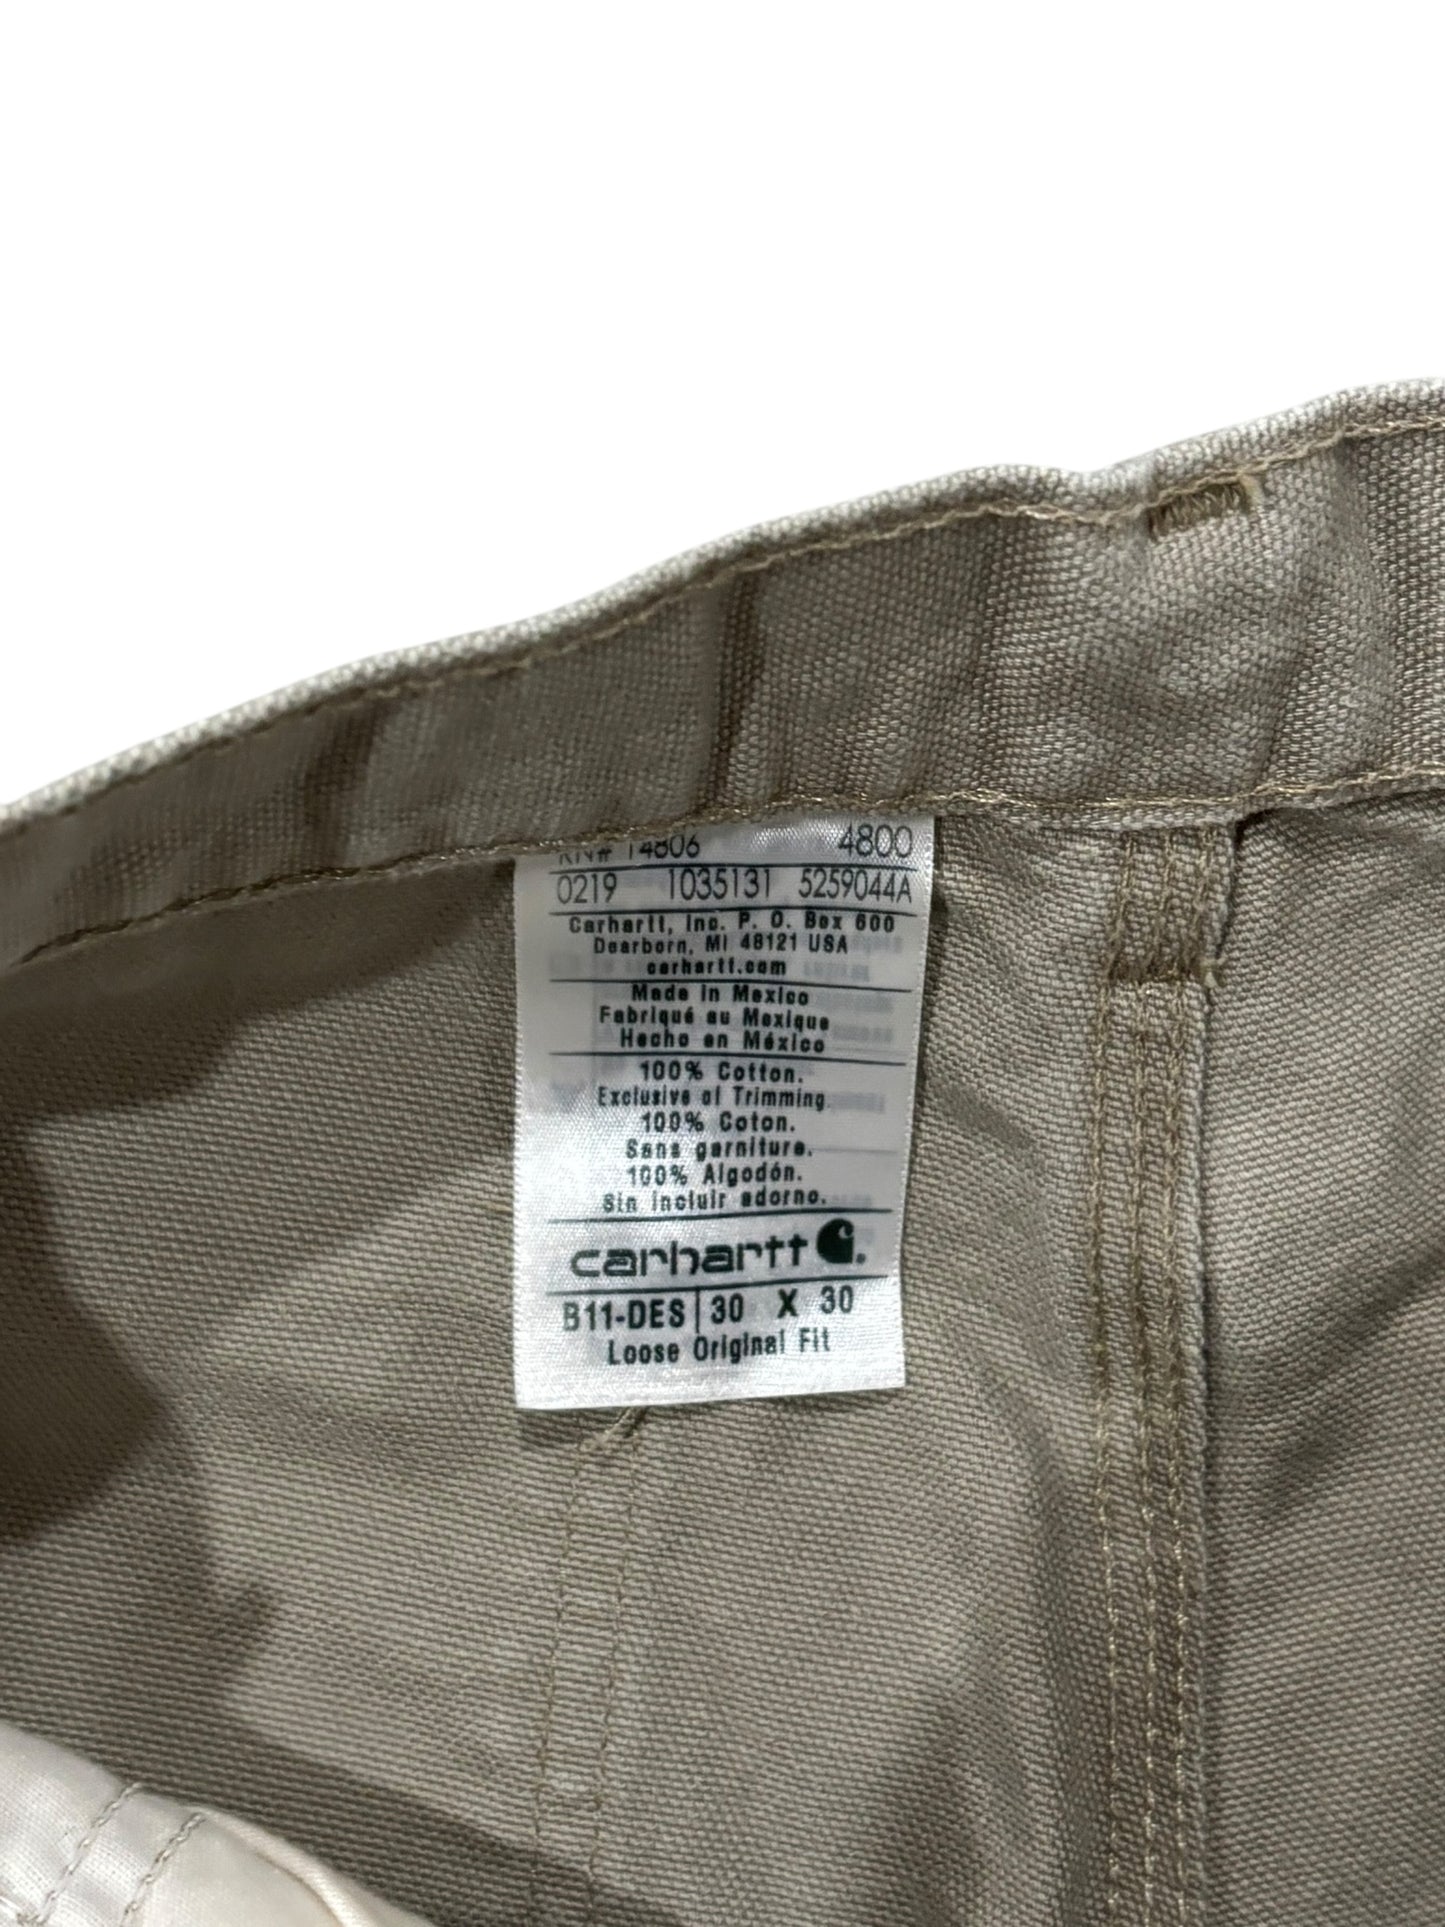 RN# 14806 4800
0219 1035131 5259044A
Carhartt, Inc. P. O. Box 600
Dearborn, MI 48121 USA
carhartt.com
Made in Mexico
Fabriqué au Mexique
Hecho en México
100% Cotton.
Exclusive of Trimming.
100% Coton.
Sans garniture.
100% Algodón.
Sin incluir adorno.
carhartt
B11-DES | 30 X 30
Loose Original Fit